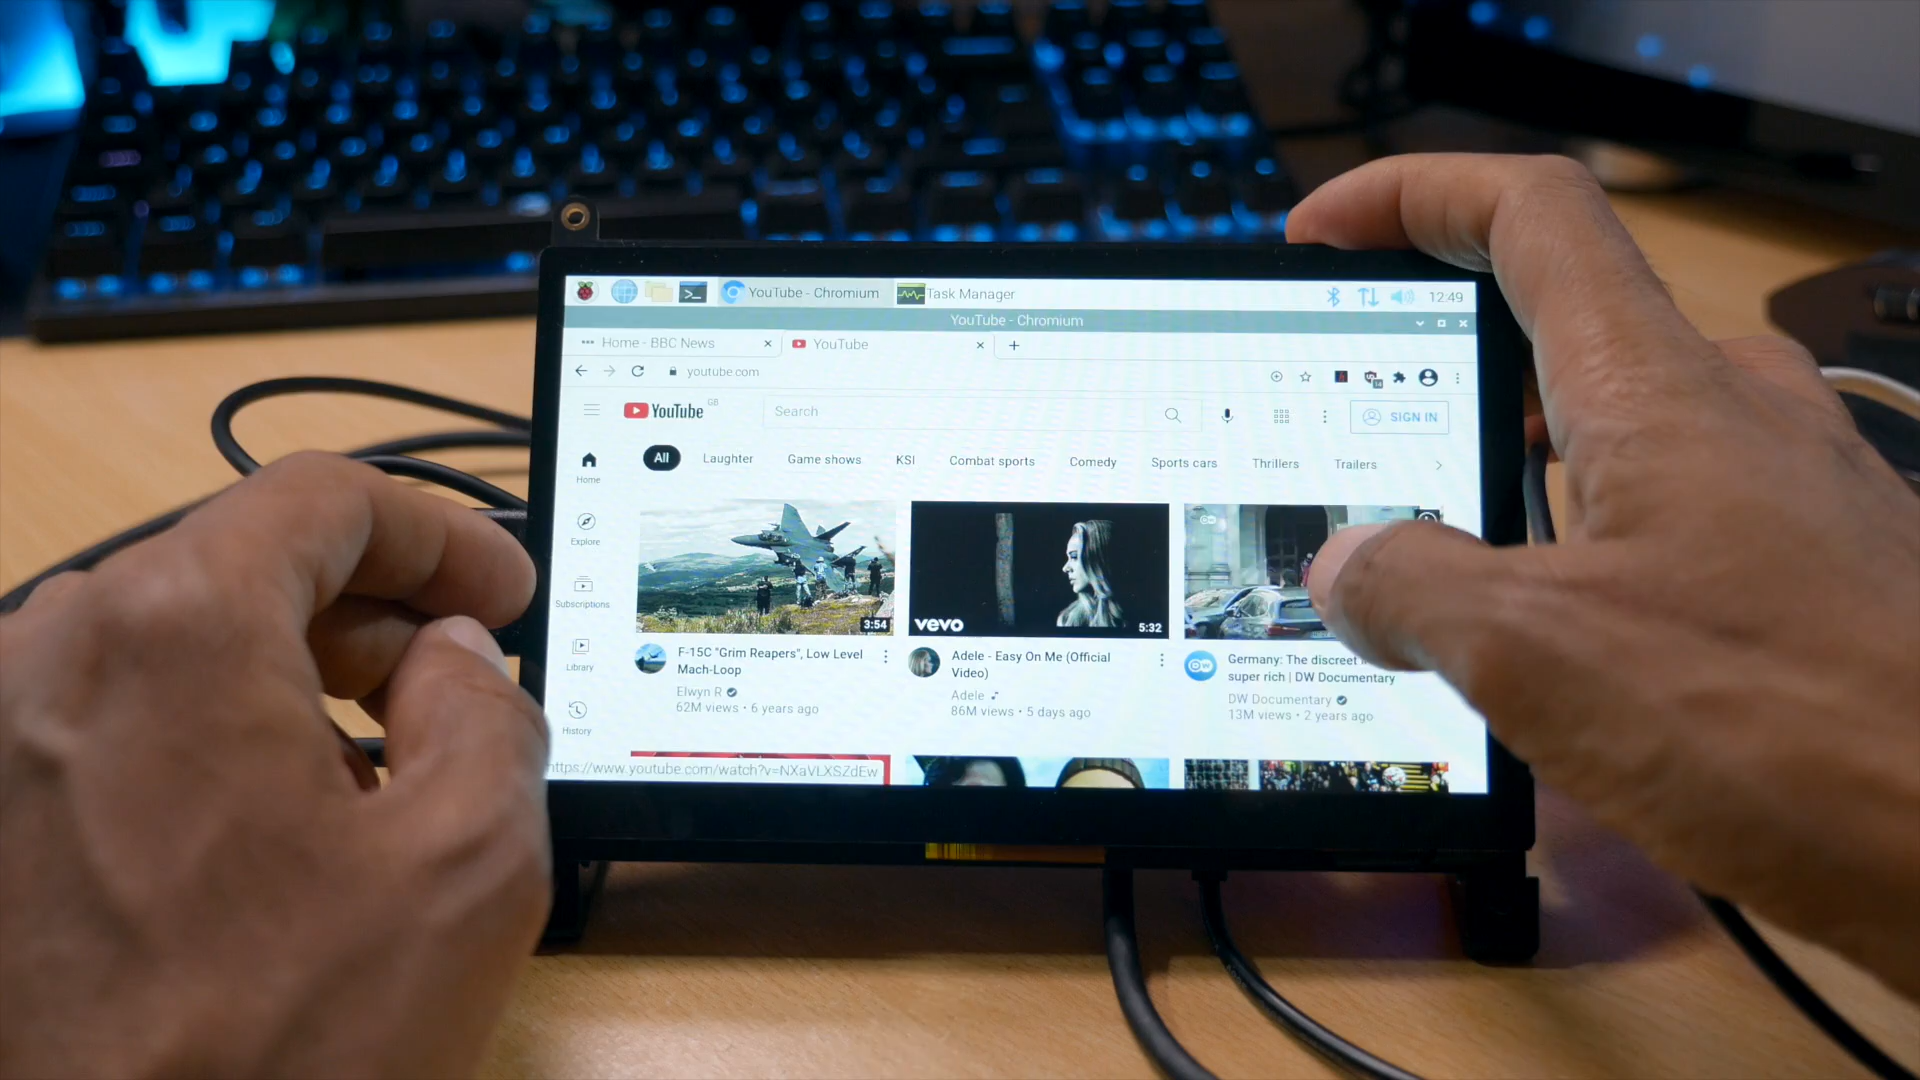 YouTube - Chromium
Task Manager
12:49
YouTube - Chromium
Home - BBC News
YouTube
youtube.com
14
YouTube GB
Search
SIGN IN
All
Laughter
Game shows
KSI
Combat sports
Comedy
Sports cars
Thrillers
Trailers
Home
Explore
Subscriptions
Library
History
3:54
vevo
5:32
DW
F-15C "Grim Reapers", Low Level
Mach-Loop
Elwyn R
62M views • 6 years ago
Adele - Easy On Me (Official
Video)
Adele
86M views • 5 days ago
DW
Germany: The discreet
super rich | DW Documentary
DW Documentary
13M views • 2 years ago
https://www.youtube.com/watch?v=NXaVLXSZdEw